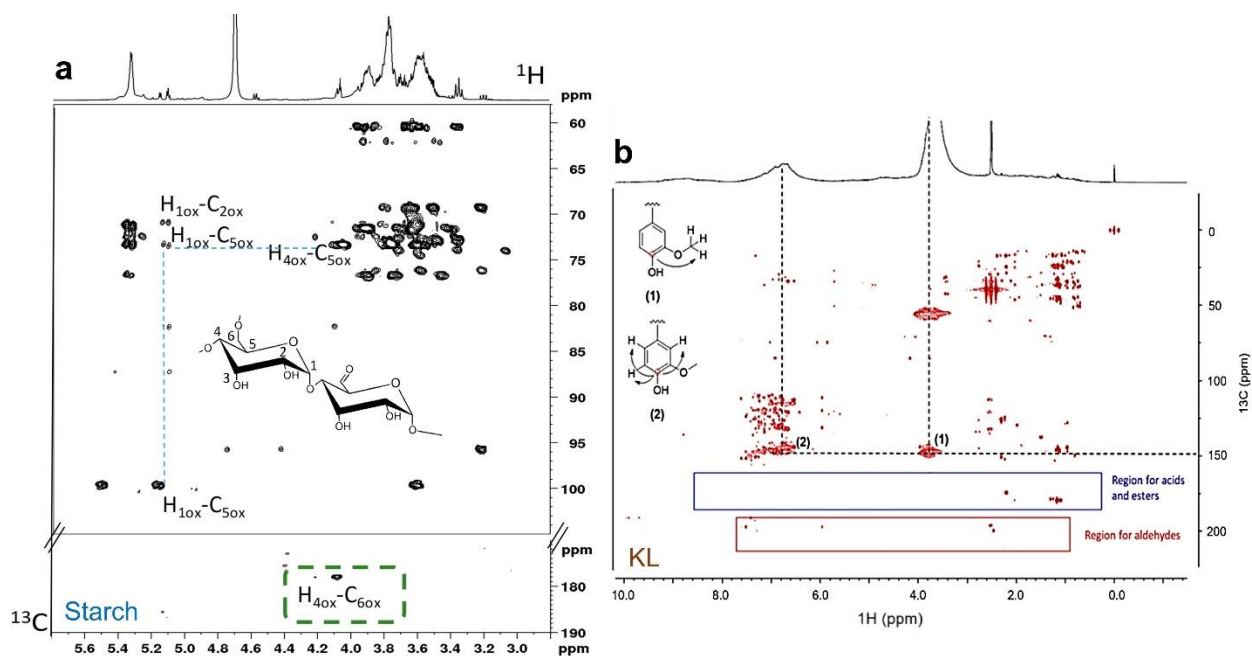 a
¹H
ppm
60
65
70
75
80
85
90
95
100
ppm
180
190
H₁ₒₓ-C₂ₒₓ
H₁ₒₓ-C₅ₒₓ
H₄ₒₓ-C₅ₒₓ
4
6
5
2
1
3
O
O
O
O
O
O
O
OH
OH
OH
OH
H₁ₒₓ-C₅ₒₓ
H₄ₒₓ-C₆ₒₓ
¹³C
Starch
5.6 5.4 5.2 5.0 4.8 4.6 4.4 4.2 4.0 3.8 3.6 3.4 3.2 3.0 ppm
b
H
O
H
H
OH
(1)
H
H
H
O
OH
(2)
(2)
(1)
0
50
100
150
200
13C (ppm)
Region for acids
and esters
Region for aldehydes
KL
10.0 8.0 6.0 4.0 2.0 0.0
1H (ppm)